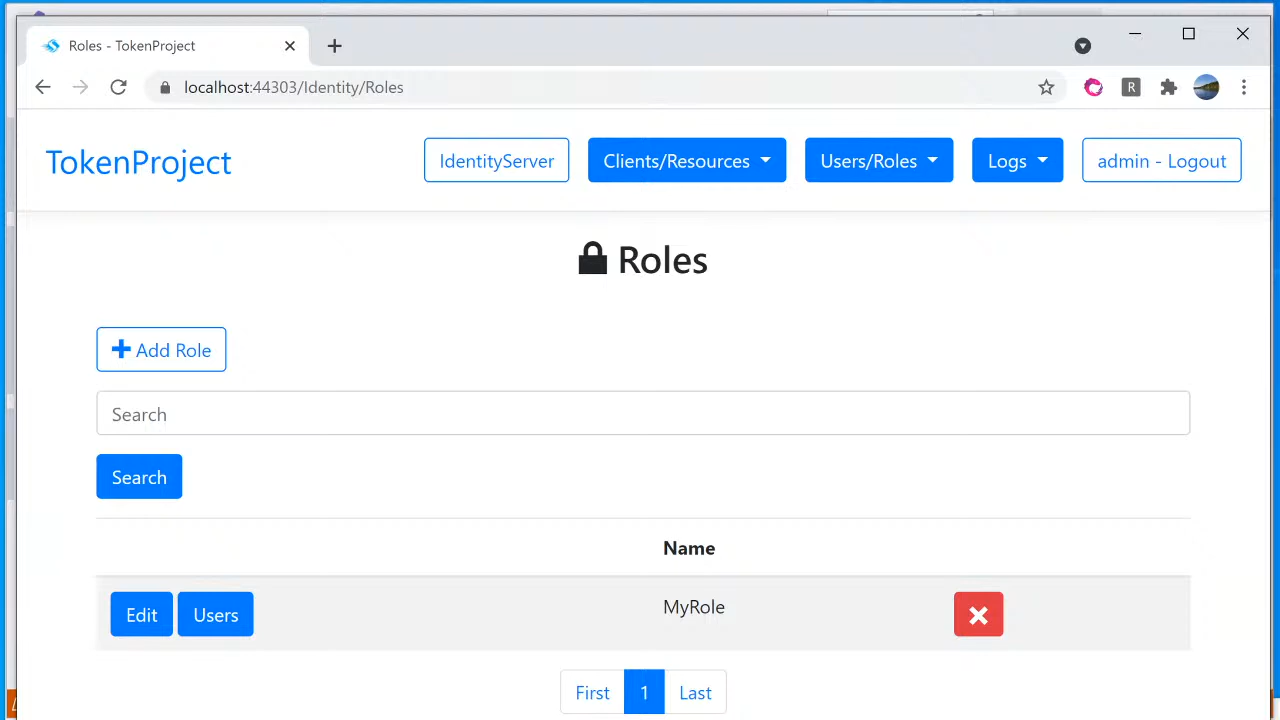 Roles - TokenProject
localhost:44303/Identity/Roles
R
TokenProject
IdentityServer
Clients/Resources
Users/Roles
Logs
admin - Logout
Roles
Add Role
Search
Search
Name
Edit
Users
MyRole
First
1
Last